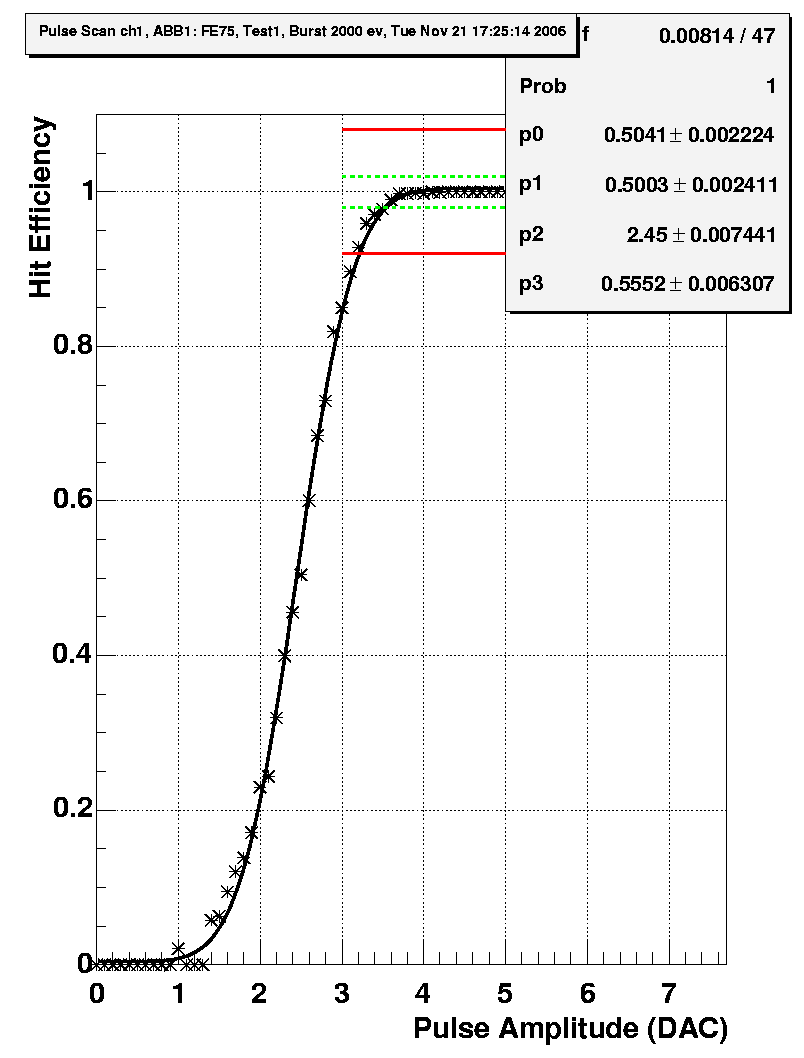 Pulse Scan ch1, ABB1: FE75, Test1, Burst 2000 ev, Tue Nov 21 17:25:14 2006
f 0.00814 / 47
Prob 1
p0 0.5041 ± 0.002224
p1 0.5003 ± 0.002411
p2 2.45 ± 0.007441
p3 0.5552 ± 0.006307
Hit Efficiency
1
0.8
0.6
0.4
0.2
0
0 1 2 3 4 5 6 7
Pulse Amplitude (DAC)